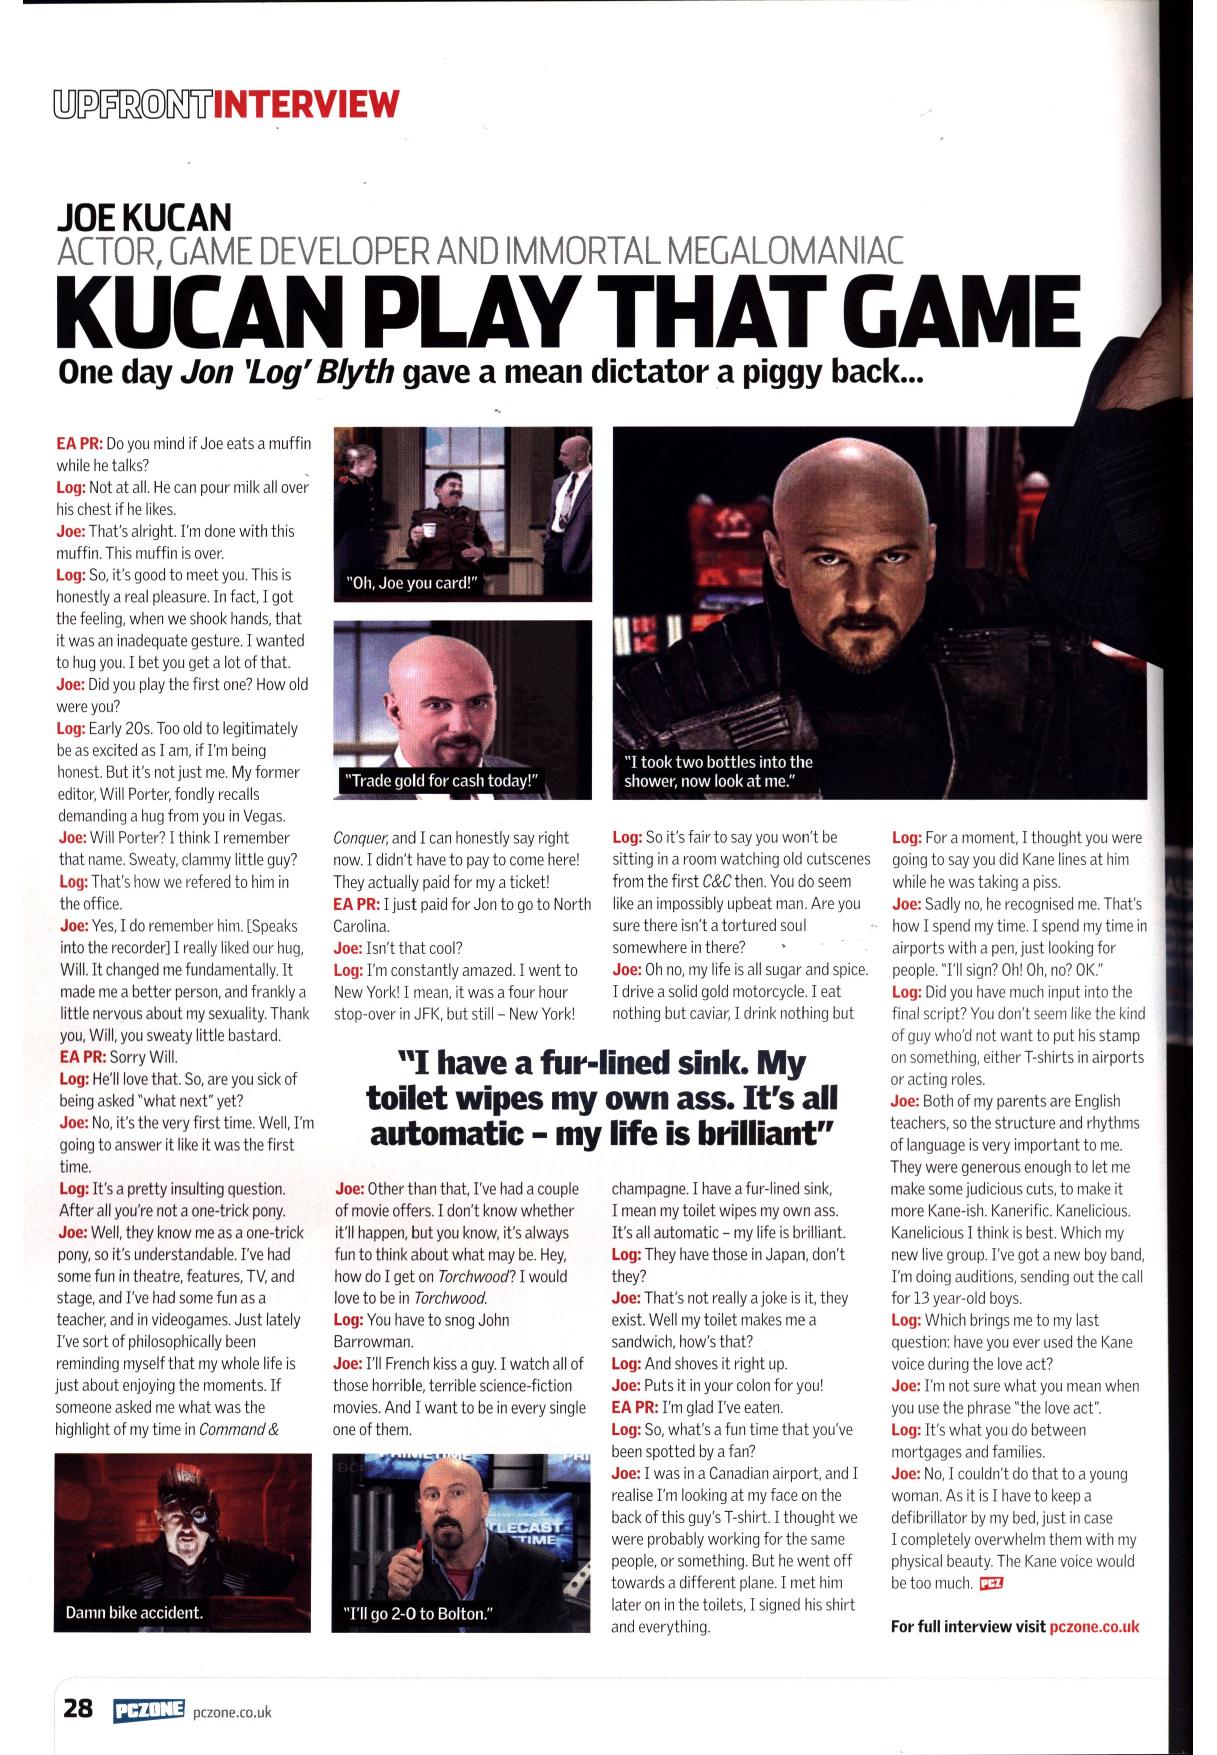 UPFRONTINTERVIEW
JOE KUCAN
ACTOR, GAME DEVELOPER AND IMMORTAL MEGALOMANIAC
KUCAN PLAY THAT GAME
One day Jon 'Log' Blyth gave a mean dictator a piggy back...
EA PR: Do you mind if Joe eats a muffin
while he talks?
Log: Not at all. He can pour milk all over
his chest if he likes.
Joe: That's alright. I'm done with this
muffin. This muffin is over.
Log: So, it's good to meet you. This is
honestly a real pleasure. In fact, I got
the feeling, when we shook hands, that
it was an inadequate gesture. I wanted
to hug you. I bet you get a lot of that.
Joe: Did you play the first one? How old
were you?
Log: Early 20s. Too old to legitimately
be as excited as I am, if I'm being
honest. But it's not just me. My former
editor, Will Porter, fondly recalls
demanding a hug from you in Vegas.
Joe: Will Porter? I think I remember
that name. Sweaty, clammy little guy?
Log: That's how we refered to him in
the office.
Joe: Yes, I do remember him. [Speaks
into the recorder] I really liked our hug,
Will. It changed me fundamentally. It
made me a better person, and frankly a
little nervous about my sexuality. Thank
you, Will, you sweaty little bastard.
EA PR: Sorry Will.
Log: He'll love that. So, are you sick of
being asked "what next" yet?
Joe: No, it's the very first time. Well, I'm
going to answer it like it was the first
time.
Log: It's a pretty insulting question.
After all you're not a one-trick pony.
Joe: Well, they know me as a one-trick
pony, so it's understandable. I've had
some fun in theatre, features, TV, and
stage, and I've had some fun as a
teacher, and in videogames. Just lately
I've sort of philosophically been
reminding myself that my whole life is
just about enjoying the moments. If
someone asked me what was the
highlight of my time in Command &
Damn bike accident.
"Oh, Joe you card!"
"Trade gold for cash today!"
Conquer, and I can honestly say right
now. I didn't have to pay to come here!
They actually paid for my a ticket!
EA PR: I just paid for Jon to go to North
Carolina.
Joe: Isn't that cool?
Log: I'm constantly amazed. I went to
New York! I mean, it was a four hour
stop-over in JFK, but still – New York!
"I have a fur-lined sink. My
toilet wipes my own ass. It's all
automatic – my life is brilliant"
Joe: Other than that, I've had a couple
of movie offers. I don't know whether
it'll happen, but you know, it's always
fun to think about what may be. Hey,
how do I get on Torchwood? I would
love to be in Torchwood.
Log: You have to snog John
Barrowman.
Joe: I'll French kiss a guy. I watch all of
those horrible, terrible science-fiction
movies. And I want to be in every single
one of them.
"I'll go 2-0 to Bolton."
"I took two bottles into the
shower, now look at me."
Log: So it's fair to say you won't be
sitting in a room watching old cutscenes
from the first C&C then. You do seem
like an impossibly upbeat man. Are you
sure there isn't a tortured soul
somewhere in there?
Joe: Oh no, my life is all sugar and spice.
I drive a solid gold motorcycle. I eat
nothing but caviar, I drink nothing but
champagne. I have a fur-lined sink,
I mean my toilet wipes my own ass.
It's all automatic – my life is brilliant.
Log: They have those in Japan, don't
they?
Joe: That's not really a joke is it, they
exist. Well my toilet makes me a
sandwich, how's that?
Log: And shoves it right up.
Joe: Puts it in your colon for you!
EA PR: I'm glad I've eaten.
Log: So, what's a fun time that you've
been spotted by a fan?
Joe: I was in a Canadian airport, and I
realise I'm looking at my face on the
back of this guy's T-shirt. I thought we
were probably working for the same
people, or something. But he went off
towards a different plane. I met him
later on in the toilets, I signed his shirt
and everything.
Log: For a moment, I thought you were
going to say you did Kane lines at him
while he was taking a piss.
Joe: Sadly no, he recognised me. That's
how I spend my time. I spend my time in
airports with a pen, just looking for
people. "I'll sign? Oh! Oh, no? OK."
Log: Did you have much input into the
final script? You don't seem like the kind
of guy who'd not want to put his stamp
on something, either T-shirts in airports
or acting roles.
Joe: Both of my parents are English
teachers, so the structure and rhythms
of language is very important to me.
They were generous enough to let me
make some judicious cuts, to make it
more Kane-ish. Kanerific. Kanelicious.
Kanelicious I think is best. Which my
new live group. I've got a new boy band,
I'm doing auditions, sending out the call
for 13 year-old boys.
Log: Which brings me to my last
question: have you ever used the Kane
voice during the love act?
Joe: I'm not sure what you mean when
you use the phrase "the love act".
Log: It's what you do between
mortgages and families.
Joe: No, I couldn't do that to a young
woman. As it is I have to keep a
defibrillator by my bed, just in case
I completely overwhelm them with my
physical beauty. The Kane voice would
be too much. PCZ
For full interview visit pczone.co.uk
28 PCZONE pczone.co.uk